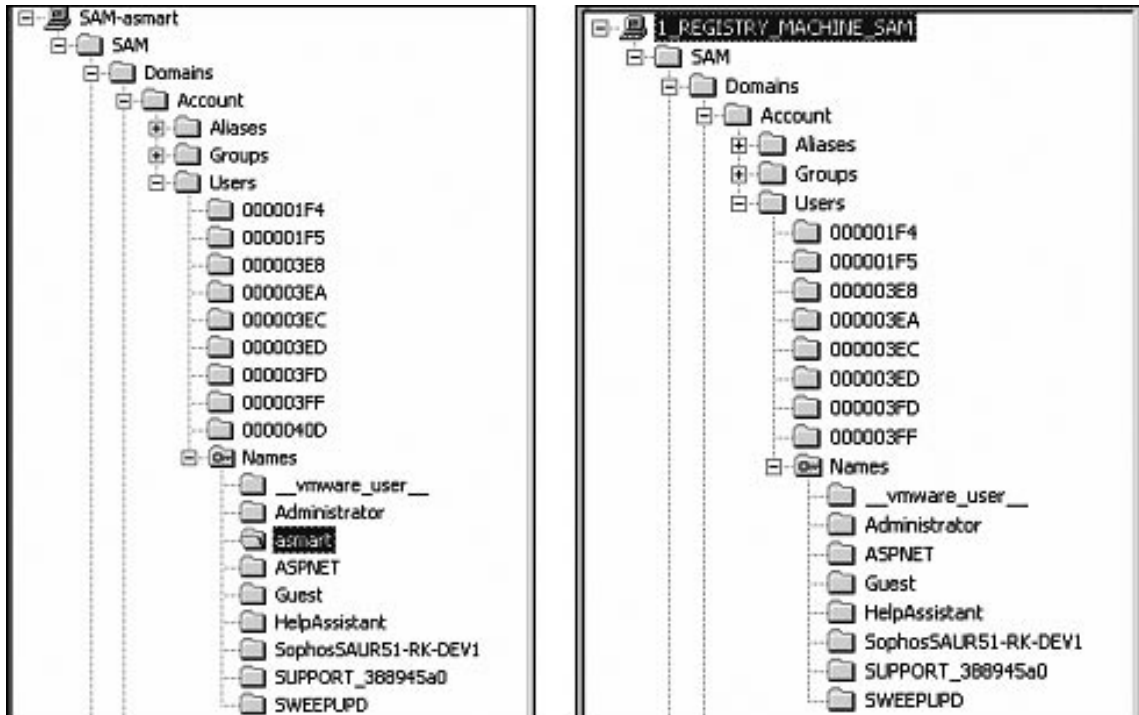 SAM-asmart
SAM
Domains
Account
Aliases
Groups
Users
000001F4
000001F5
000003E8
000003EA
000003EC
000003ED
000003FD
000003FF
0000040D
Names
__vmware_user__
Administrator
asmart
ASPNET
Guest
HelpAssistant
SophosSAUR51-RK-DEV1
SUPPORT_388945a0
SWEEPUPD
1_REGISTRY_MACHINE_SAM
SAM
Domains
Account
Aliases
Groups
Users
000001F4
000001F5
000003E8
000003EA
000003EC
000003ED
000003FD
000003FF
Names
__vmware_user__
Administrator
ASPNET
Guest
HelpAssistant
SophosSAUR51-RK-DEV1
SUPPORT_388945a0
SWEEPUPD